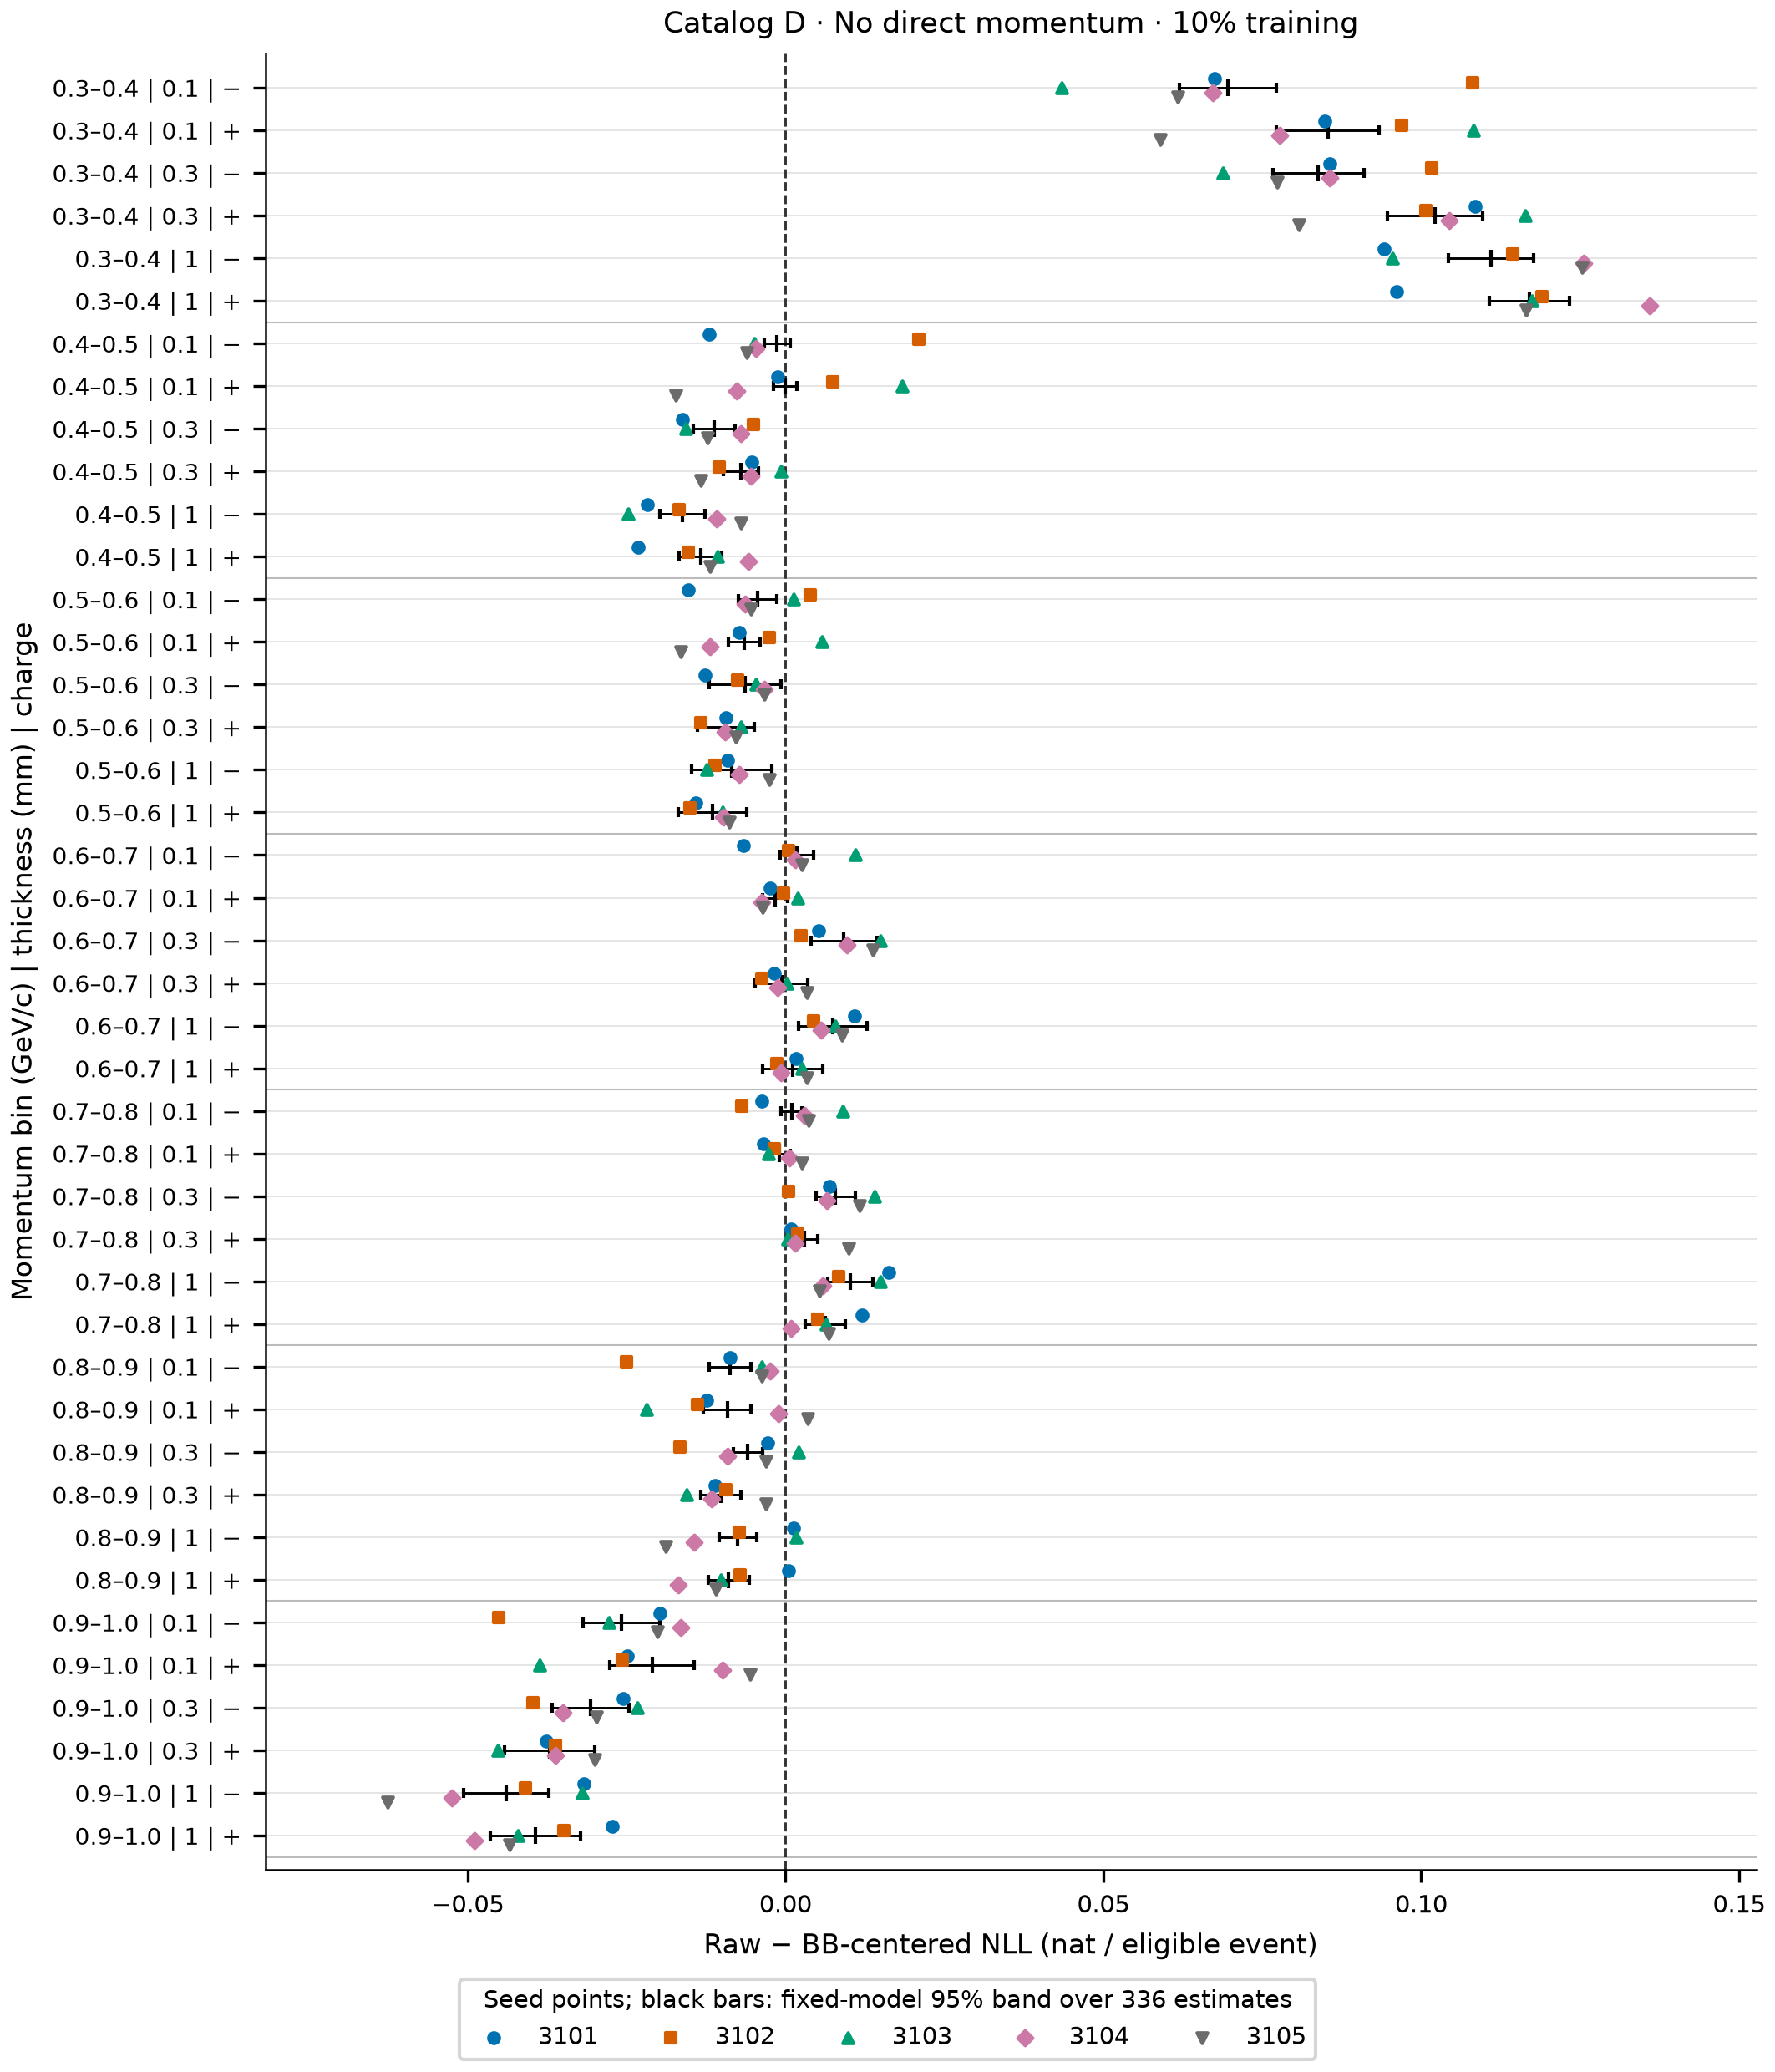 Catalog D · No direct momentum · 10% training
0.3–0.4 | 0.1 | −
0.3–0.4 | 0.1 | +
0.3–0.4 | 0.3 | −
0.3–0.4 | 0.3 | +
0.3–0.4 | 1 | −
0.3–0.4 | 1 | +
0.4–0.5 | 0.1 | −
0.4–0.5 | 0.1 | +
0.4–0.5 | 0.3 | −
0.4–0.5 | 0.3 | +
0.4–0.5 | 1 | −
0.4–0.5 | 1 | +
0.5–0.6 | 0.1 | −
0.5–0.6 | 0.1 | +
0.5–0.6 | 0.3 | −
0.5–0.6 | 0.3 | +
0.5–0.6 | 1 | −
0.5–0.6 | 1 | +
0.6–0.7 | 0.1 | −
0.6–0.7 | 0.1 | +
0.6–0.7 | 0.3 | −
0.6–0.7 | 0.3 | +
0.6–0.7 | 1 | −
0.6–0.7 | 1 | +
0.7–0.8 | 0.1 | −
0.7–0.8 | 0.1 | +
0.7–0.8 | 0.3 | −
0.7–0.8 | 0.3 | +
0.7–0.8 | 1 | −
0.7–0.8 | 1 | +
0.8–0.9 | 0.1 | −
0.8–0.9 | 0.1 | +
0.8–0.9 | 0.3 | −
0.8–0.9 | 0.3 | +
0.8–0.9 | 1 | −
0.8–0.9 | 1 | +
0.9–1.0 | 0.1 | −
0.9–1.0 | 0.1 | +
0.9–1.0 | 0.3 | −
0.9–1.0 | 0.3 | +
0.9–1.0 | 1 | −
0.9–1.0 | 1 | +
Momentum bin (GeV/c) | thickness (mm) | charge
−0.05 0.00 0.05 0.10 0.15
Raw − BB-centered NLL (nat / eligible event)
Seed points; black bars: fixed-model 95% band over 336 estimates
3101 3102 3103 3104 3105